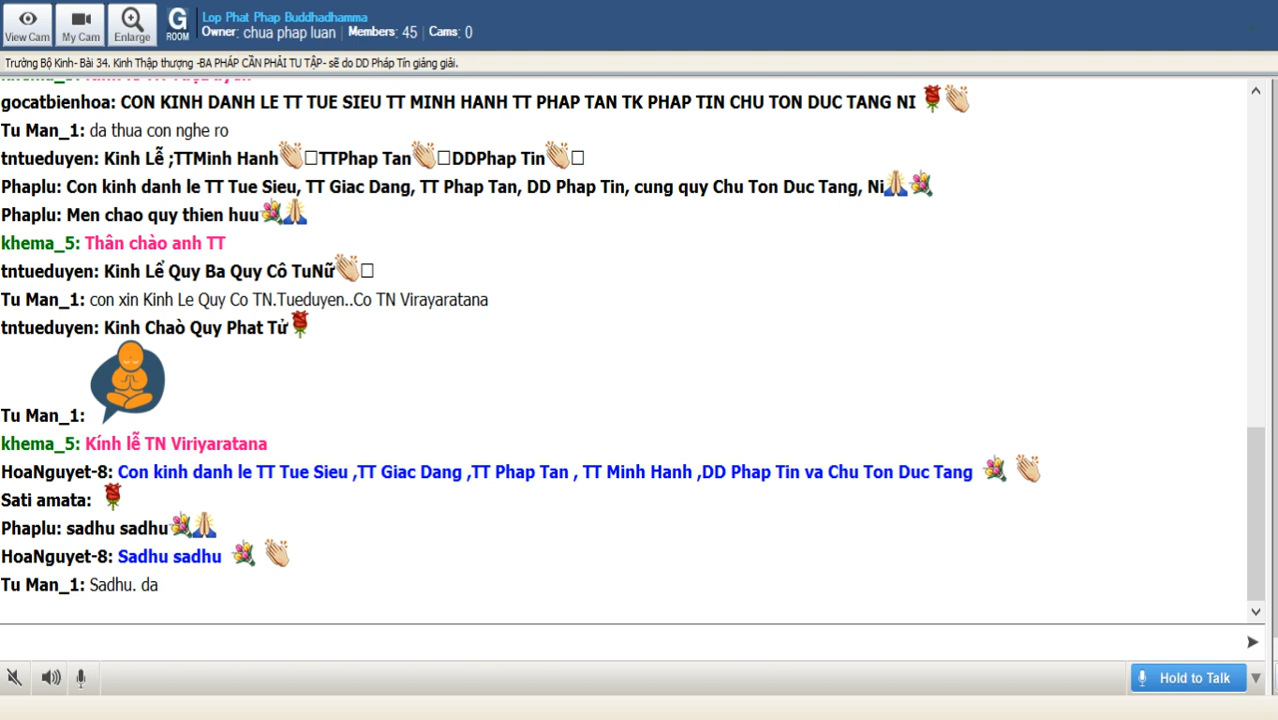 View Cam
My Cam
Enlarge
G
ROOM
Lop Phat Phap Buddhadhamma
Owner: chua phap luan | Members: 45 | Cams: 0
Trường Bộ Kinh- Bài 34. Kinh Thập thượng -BA PHÁP CẦN PHẢI TU TẬP- sẽ do DD Pháp Tín giảng giải.
gocatbienhoa: CON KINH DANH LE TT TUE SIEU TT MINH HANH TT PHAP TAN TK PHAP TIN CHU TON DUC TANG NI
Tu Man_1: da thua con nghe ro
tntueduyen: Kinh Lễ ;TTMinh Hanh TTPhap Tan DDPhap Tin
Phaplu: Con kinh danh le TT Tue Sieu, TT Giac Dang, TT Phap Tan, DD Phap Tin, cung quy Chu Ton Duc Tang, Ni
Phaplu: Men chao quy thien huu
khema_5: Thân chào anh TT
tntueduyen: Kinh Lể Quy Ba Quy Cô TuNữ
Tu Man_1: con xin Kinh Le Quy Co TN.Tueduyen..Co TN Virayaratana
tntueduyen: Kinh Chaò Quy Phat Tử
Tu Man_1:
khema_5: Kính lễ TN Viriyaratana
HoaNguyet-8: Con kinh danh le TT Tue Sieu ,TT Giac Dang ,TT Phap Tan , TT Minh Hanh ,DD Phap Tin va Chu Ton Duc Tang
Sati amata:
Phaplu: sadhu sadhu
HoaNguyet-8: Sadhu sadhu
Tu Man_1: Sadhu. da
Hold to Talk